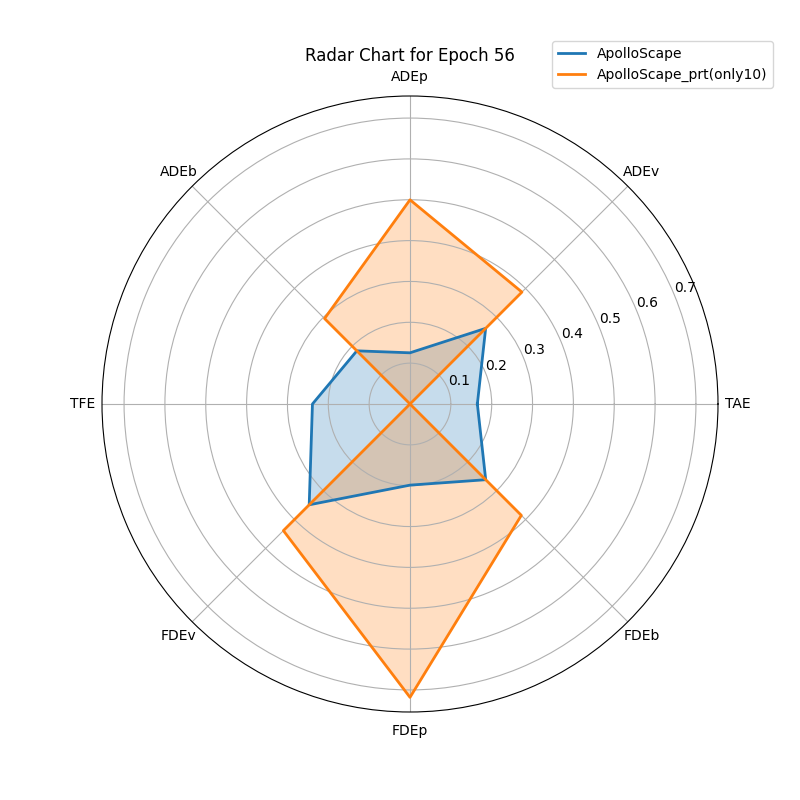 Radar Chart for Epoch 56
ApolloScape
ApolloScape_prt(only10)
ADEp
ADEb
ADEv
0.7
0.6
0.5
0.4
0.3
0.2
0.1
TFE
TAE
FDEv
FDEb
FDEp